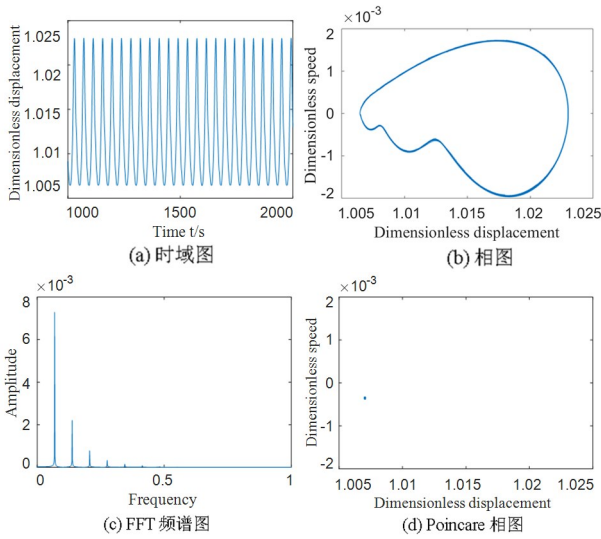 1.025
1.02
1.015
1.01
1.005
Dimensionless displacement
1000 1500 2000
Time t/s
(a) 时域图
×10⁻³
2
1
0
-1
-2
Dimensionless speed
1.005 1.01 1.015 1.02 1.025
Dimensionless displacement
(b) 相图
×10⁻³
8
6
4
2
0
Amplitude
0 0.5 1
Frequency
(c) FFT 频谱图
×10⁻³
2
1
0
-1
-2
Dimensionless speed
1.005 1.01 1.015 1.02 1.025
Dimensionless displacement
(d) Poincare 相图